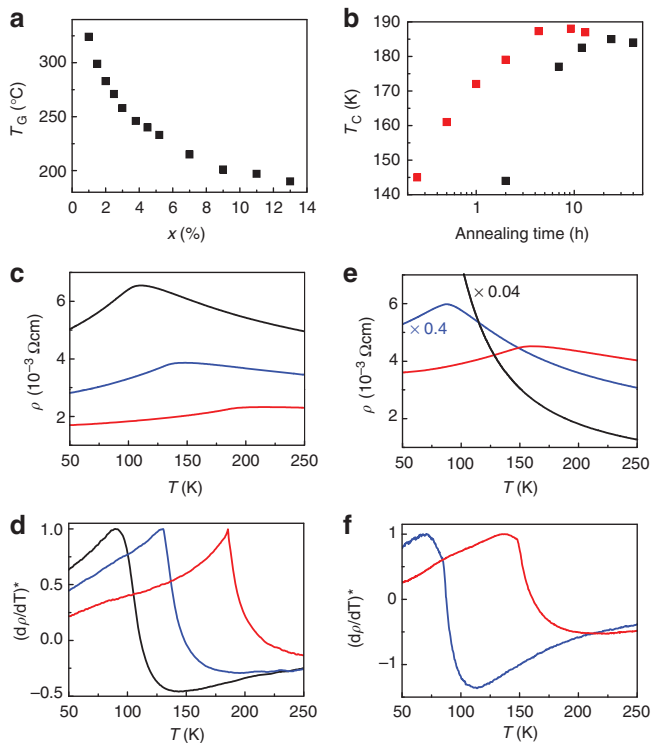 a
T_G (°C)
350
300
250
200
0 2 4 6 8 10 12 14
x (%)
b
T_C (K)
190
180
170
160
150
140
1 10
Annealing time (h)
c
ρ (10⁻³ Ωcm)
6
4
2
50 100 150 200 250
T (K)
e
× 0.04
× 0.4
ρ (10⁻³ Ωcm)
6
4
2
50 100 150 200 250
T (K)
d
(dρ/dT)*
1.0
0.5
0.0
−0.5
50 100 150 200 250
T (K)
f
(dρ/dT)*
1
0
−1
50 100 150 200 250
T (K)